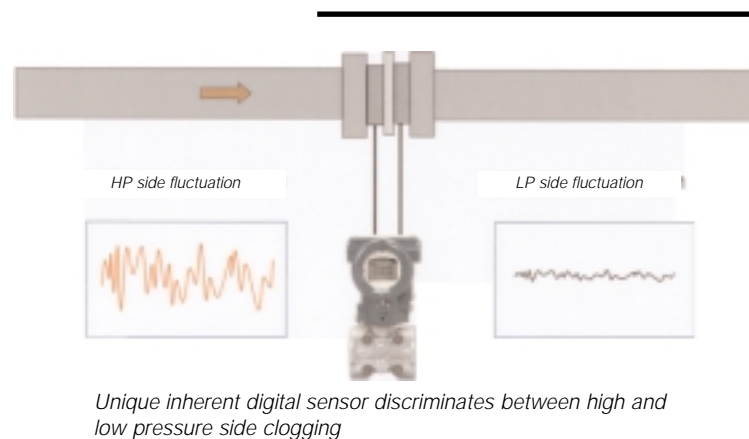 HP side fluctuation
LP side fluctuation
Unique inherent digital sensor discriminates between high and
low pressure side clogging